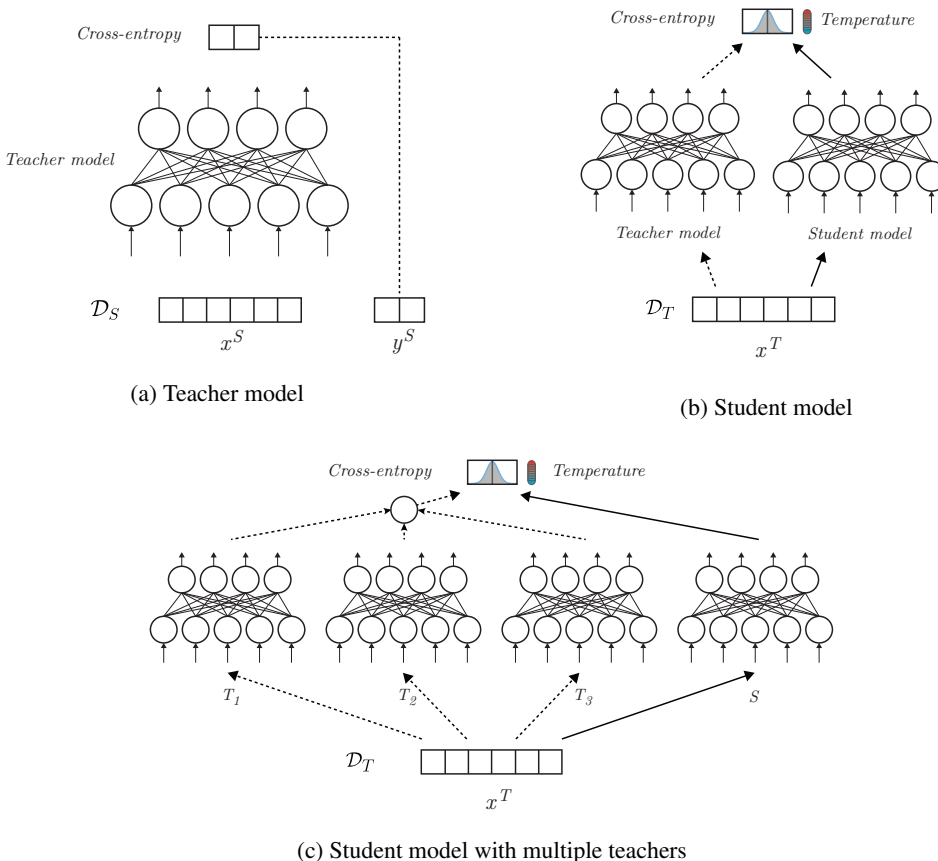 Cross-entropy
Teacher model
𝒟_S
x^S
y^S
(a) Teacher model
Cross-entropy
Temperature
Teacher model
Student model
𝒟_T
x^T
(b) Student model
Cross-entropy
Temperature
T_1
T_2
T_3
S
𝒟_T
x^T
(c) Student model with multiple teachers